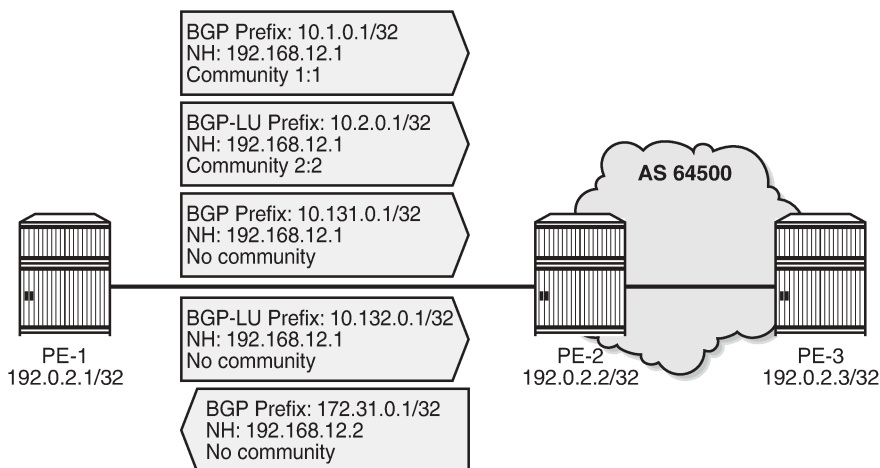 BGP Prefix: 10.1.0.1/32
NH: 192.168.12.1
Community 1:1
BGP-LU Prefix: 10.2.0.1/32
NH: 192.168.12.1
Community 2:2
BGP Prefix: 10.131.0.1/32
NH: 192.168.12.1
No community
BGP-LU Prefix: 10.132.0.1/32
NH: 192.168.12.1
No community
BGP Prefix: 172.31.0.1/32
NH: 192.168.12.2
No community
AS 64500
PE-1
192.0.2.1/32
PE-2
192.0.2.2/32
PE-3
192.0.2.3/32